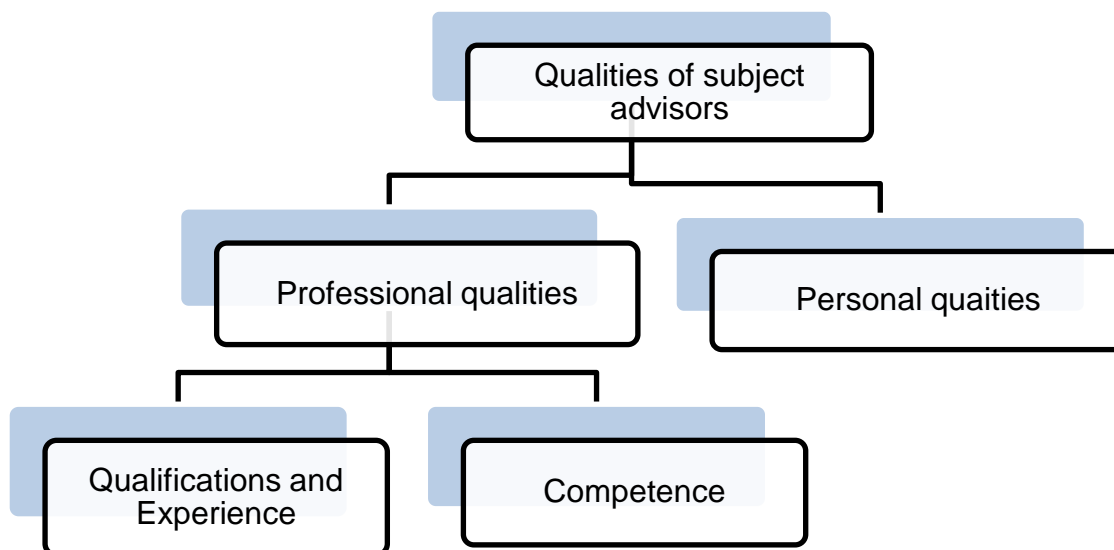 Qualities of subject
advisors
Professional qualities
Personal quaities
Qualifications and
Experience
Competence